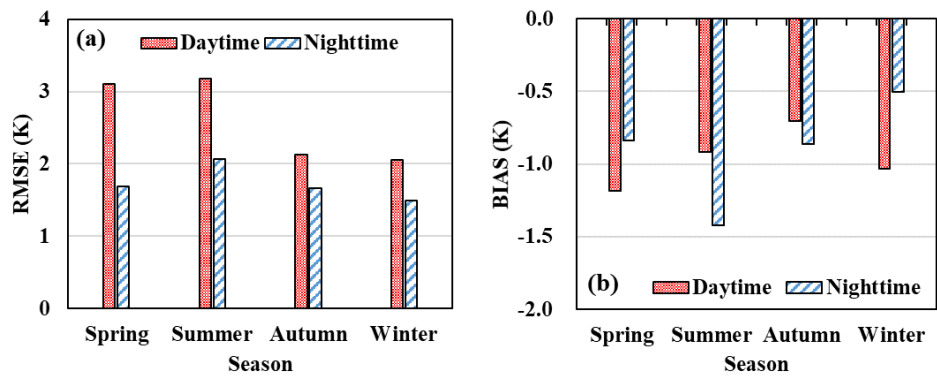 (a)
Daytime
Nighttime
4
3
2
1
0
RMSE (K)
Spring Summer Autumn Winter
Season
0.0
-0.5
-1.0
-1.5
-2.0
BIAS (K)
(b)
Daytime
Nighttime
Spring Summer Autumn Winter
Season